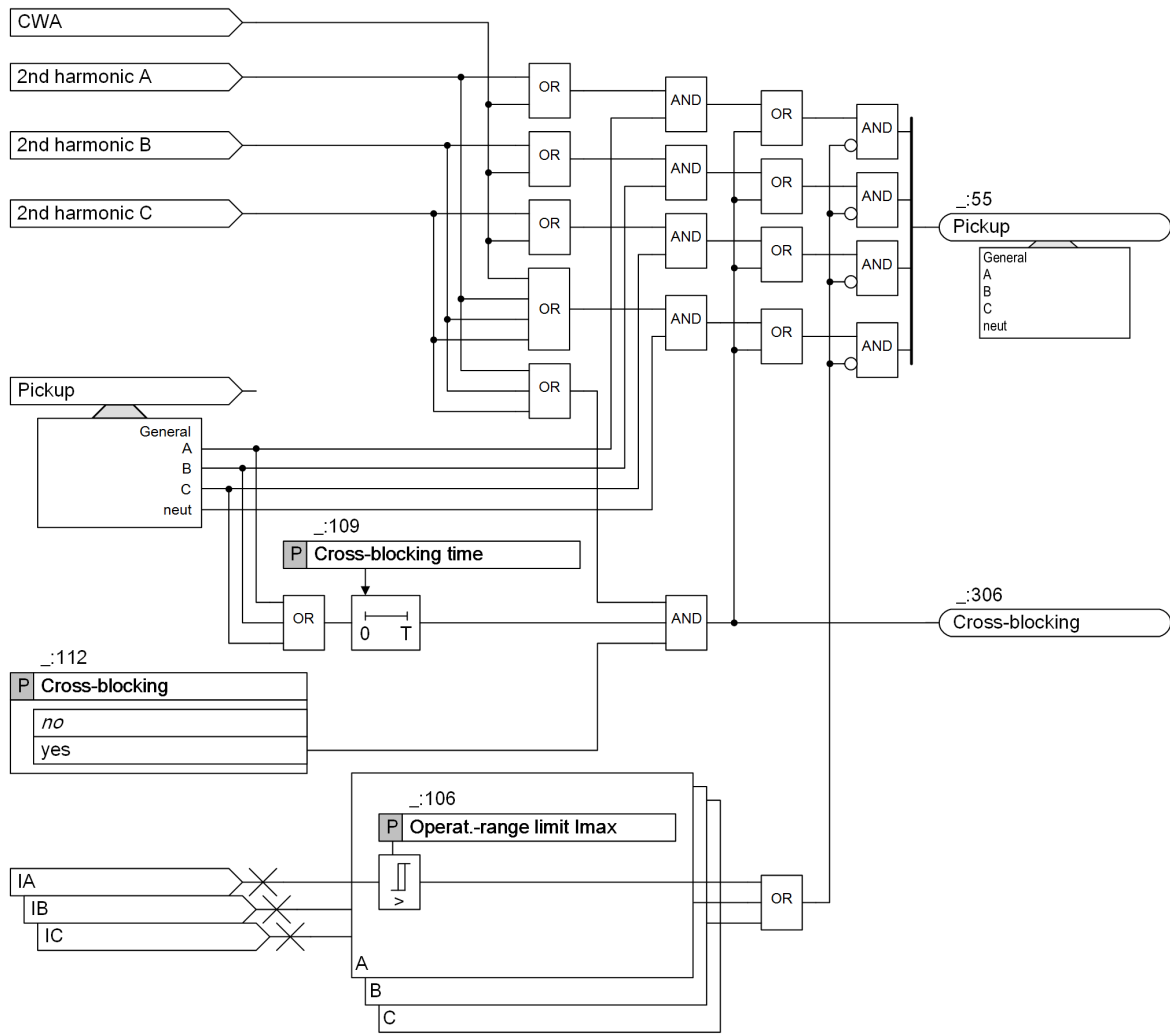 CWA
2nd harmonic A
OR
AND
OR
AND
2nd harmonic B
OR
AND
OR
AND
2nd harmonic C
OR
AND
OR
AND
_:55
Pickup
General
A
B
C
neut
OR
AND
OR
AND
OR
Pickup
General
A
B
C
neut
_:109
P Cross-blocking time
OR
0 T
AND
_:306
Cross-blocking
_:112
P Cross-blocking
no
yes
_:106
P Operat.-range limit Imax
IA
IB
IC
>
OR
A
B
C